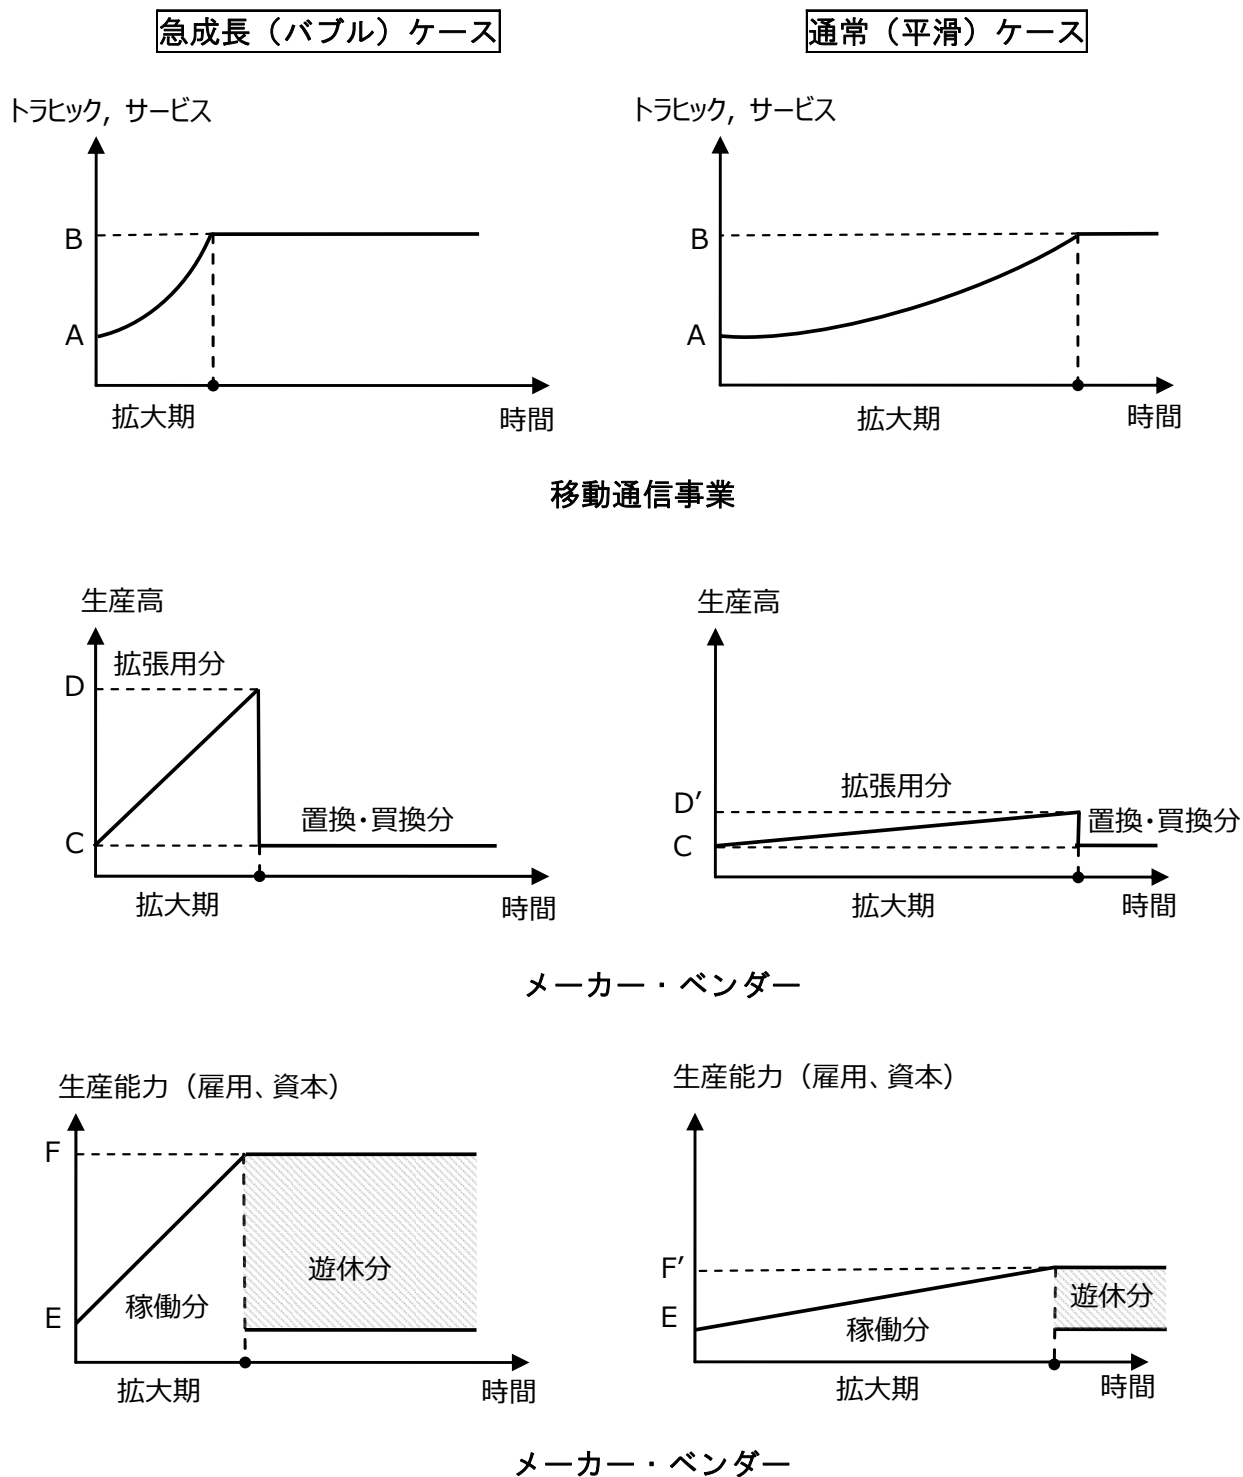 急成長（バブル）ケース
通常（平滑）ケース
トラヒック, サービス
B
A
拡大期
時間
トラヒック, サービス
B
A
拡大期
時間
移動通信事業
生産高
D
拡張用分
C
置換・買換分
拡大期
時間
生産高
D′
拡張用分
C
置換・買換分
拡大期
時間
メーカー・ベンダー
生産能力（雇用、資本）
F
E
稼働分
遊休分
拡大期
時間
生産能力（雇用、資本）
F′
E
稼働分
遊休分
拡大期
時間
メーカー・ベンダー